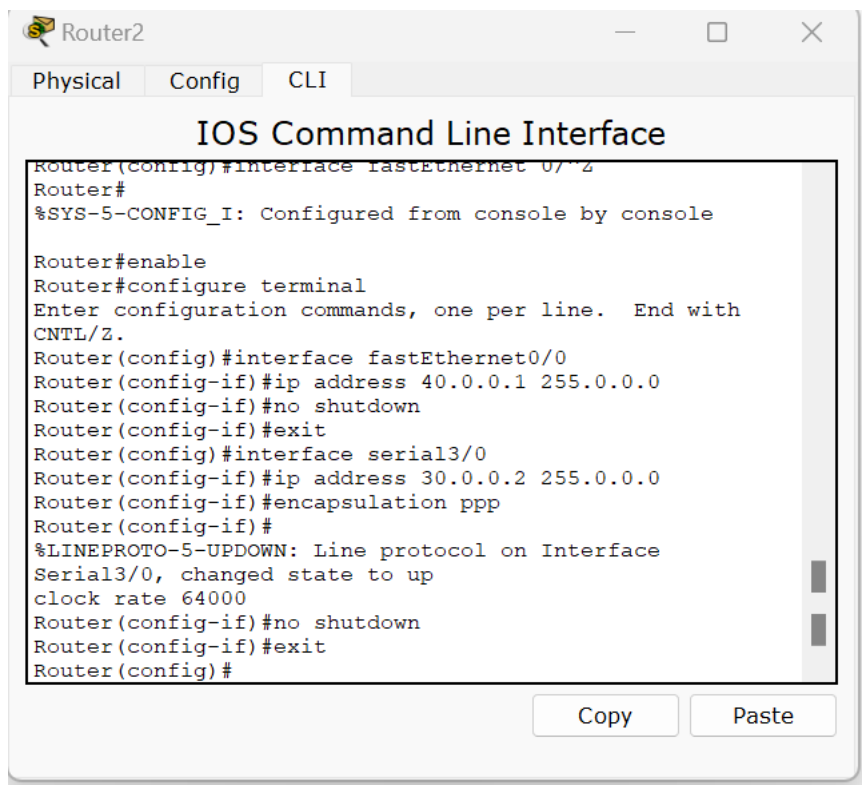 Router2
Physical Config CLI
IOS Command Line Interface
Router(config)#interface fastEthernet 0/^Z
Router#
%SYS-5-CONFIG_I: Configured from console by console
Router#enable
Router#configure terminal
Enter configuration commands, one per line.  End with
CNTL/Z.
Router(config)#interface fastEthernet0/0
Router(config-if)#ip address 40.0.0.1 255.0.0.0
Router(config-if)#no shutdown
Router(config-if)#exit
Router(config)#interface serial3/0
Router(config-if)#ip address 30.0.0.2 255.0.0.0
Router(config-if)#encapsulation ppp
Router(config-if)#
%LINEPROTO-5-UPDOWN: Line protocol on Interface
Serial3/0, changed state to up
clock rate 64000
Router(config-if)#no shutdown
Router(config-if)#exit
Router(config)#
Copy Paste